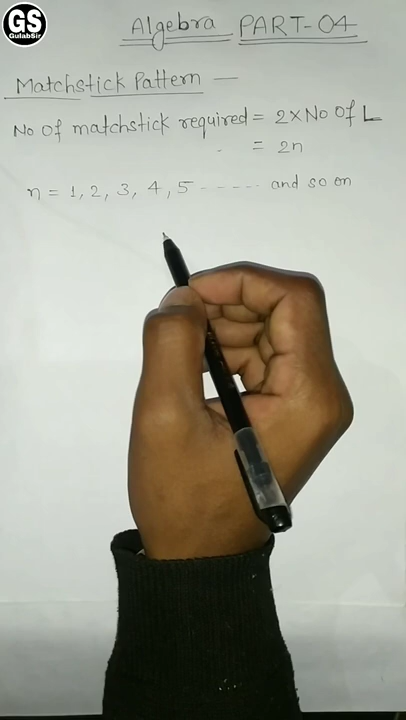 GS
GulabSir
Algebra PART-04
Matchstick Pattern —
No Of matchstick required = 2 × No Of L
= 2n
n = 1, 2, 3, 4, 5 ------ and so on